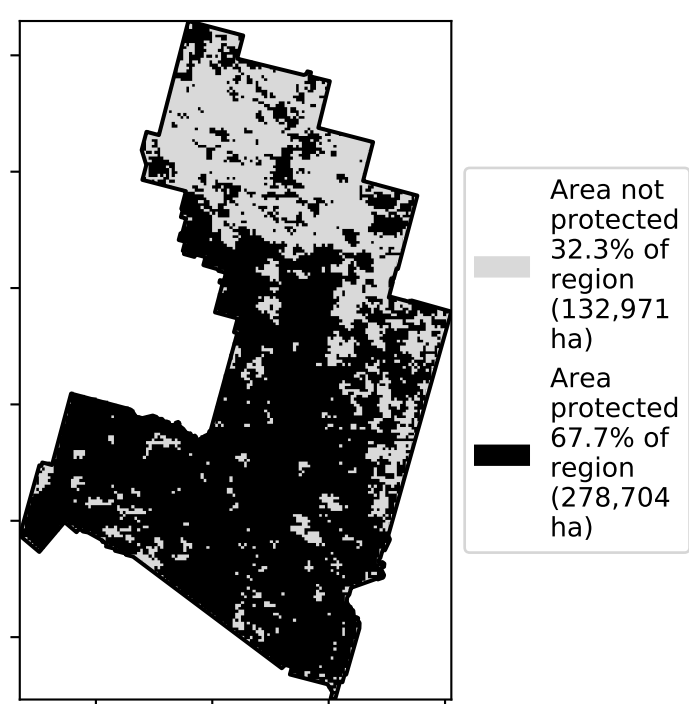 Area not
protected
32.3% of
region
(132,971
ha)
Area
protected
67.7% of
region
(278,704
ha)